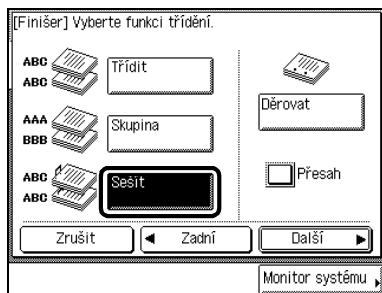 [Finišer] Vyberte funkci třídění.
ABC
ABC
Třídit
AAA
BBB
Skupina
ABC
ABC
Sešít
Děrovat
Přesah
Zrušit
Zadní
Další
Monitor systému